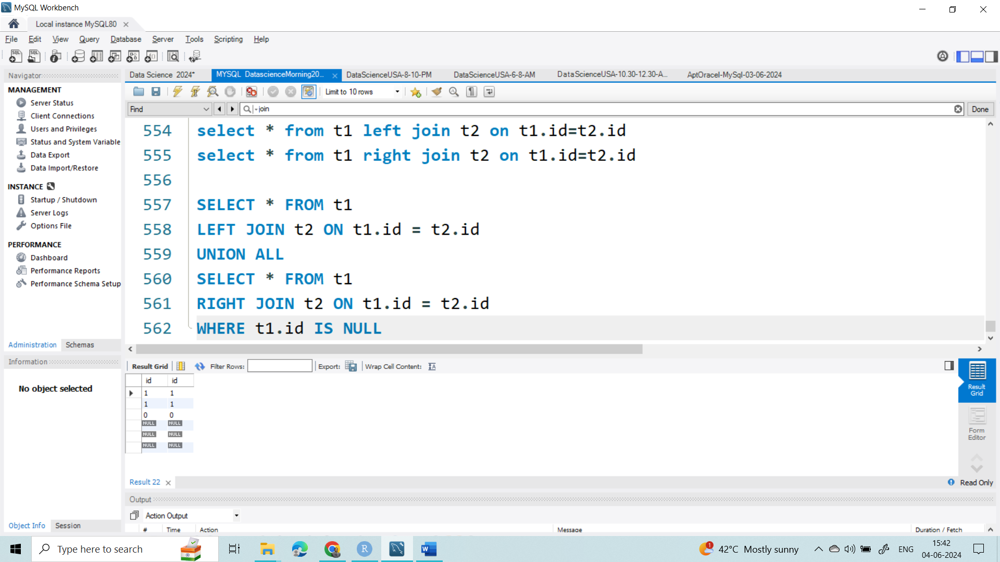 MySQL Workbench
Local instance MySQL80
File Edit View Query Database Server Tools Scripting Help
Navigator
MANAGEMENT
Server Status
Client Connections
Users and Privileges
Status and System Variable
Data Export
Data Import/Restore
INSTANCE
Startup / Shutdown
Server Logs
Options File
PERFORMANCE
Dashboard
Performance Reports
Performance Schema Setup
Administration Schemas
Information
No object selected
Object Info Session
Data Science 2024* MYSQL DatascienceMorning20... DataScienceUSA-8-10-PM DataScienceUSA-6-8-AM DataScienceUSA-10.30-12.30-A... AptOracel-MySql-03-06-2024
Limit to 10 rows
Find join Done
554 select * from t1 left join t2 on t1.id=t2.id
555 select * from t1 right join t2 on t1.id=t2.id
556
557 SELECT * FROM t1
558 LEFT JOIN t2 ON t1.id = t2.id
559 UNION ALL
560 SELECT * FROM t1
561 RIGHT JOIN t2 ON t1.id = t2.id
562 WHERE t1.id IS NULL
Result Grid Filter Rows: Export: Wrap Cell Content:
id id
1 1
1 1
0 0
NULL NULL
NULL NULL
NULL NULL
Result Grid
Form Editor
Result 22
Read Only
Output
Action Output
# Time Action Message Duration / Fetch
Type here to search
42°C Mostly sunny
ENG
15:42
04-06-2024